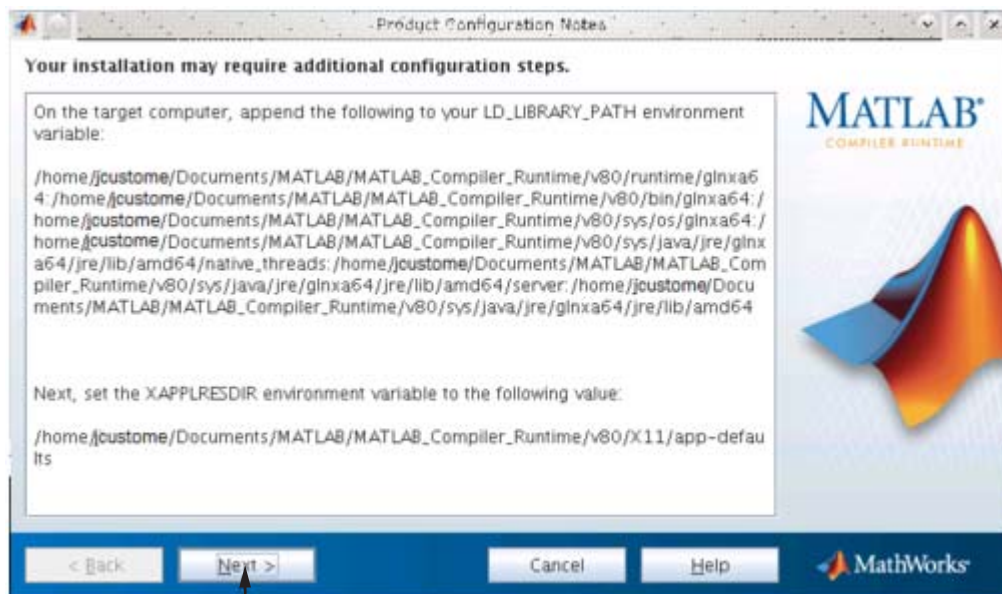 Product Configuration Notes
Your installation may require additional configuration steps.
On the target computer, append the following to your LD_LIBRARY_PATH environment
variable:
/home/jcustome/Documents/MATLAB/MATLAB_Compiler_Runtime/v80/runtime/glnxa6
4:/home/jcustome/Documents/MATLAB/MATLAB_Compiler_Runtime/v80/bin/glnxa64:/
home/jcustome/Documents/MATLAB/MATLAB_Compiler_Runtime/v80/sys/os/glnxa64:/
home/jcustome/Documents/MATLAB/MATLAB_Compiler_Runtime/v80/sys/java/jre/glnx
a64/jre/lib/amd64/native_threads:/home/jcustome/Documents/MATLAB/MATLAB_Com
piler_Runtime/v80/sys/java/jre/glnxa64/jre/lib/amd64/server:/home/jcustome/Docu
ments/MATLAB/MATLAB_Compiler_Runtime/v80/sys/java/jre/glnxa64/jre/lib/amd64
Next, set the XAPPLRESDIR environment variable to the following value:
/home/jcustome/Documents/MATLAB/MATLAB_Compiler_Runtime/v80/X11/app-defau
lts
MATLAB®
COMPILER RUNTIME
< Back
Next >
Cancel
Help
MathWorks®